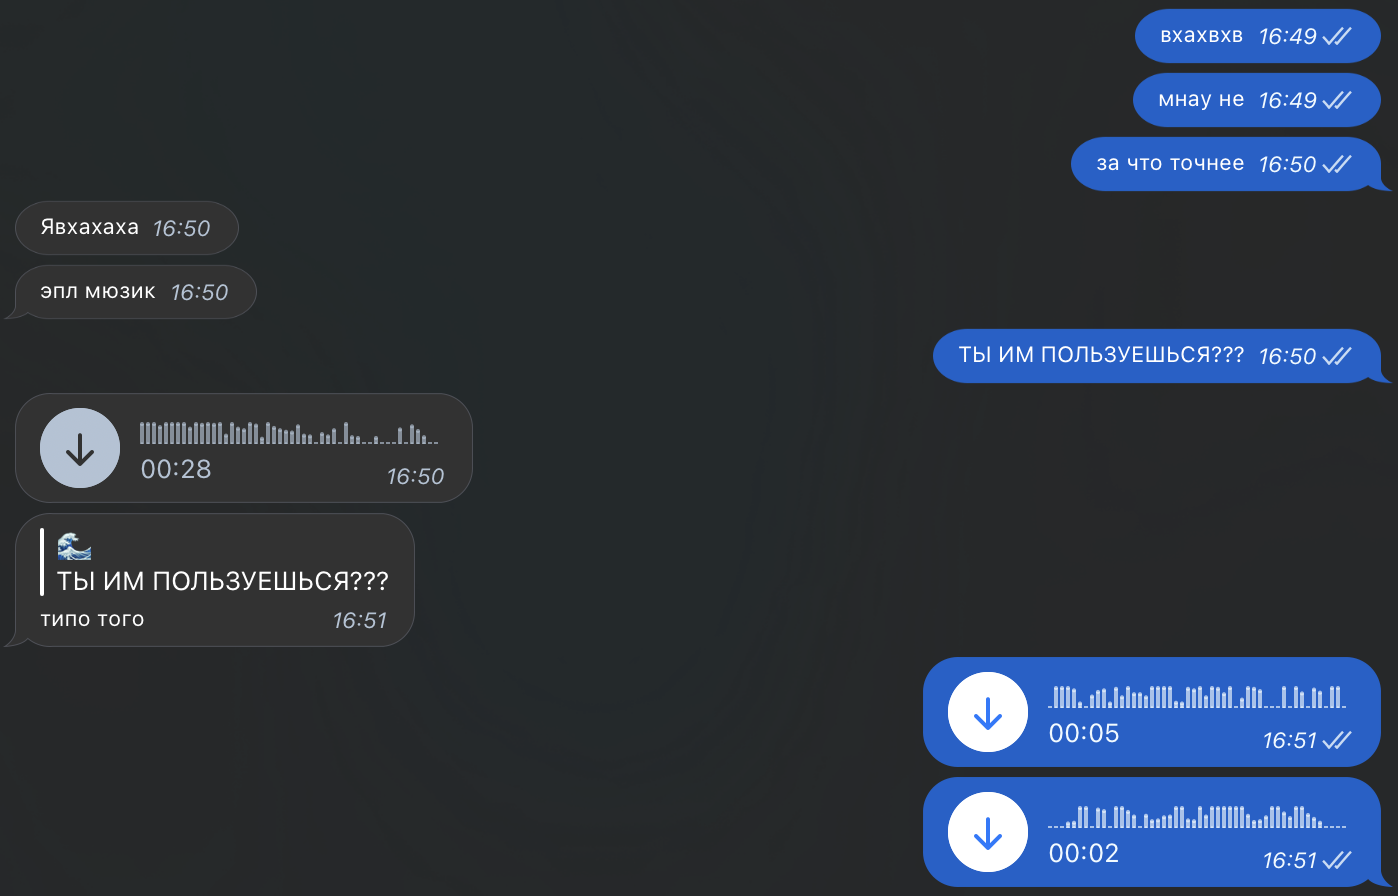 вхахвхв 16:49
мнау не 16:49
за что точнее 16:50
Явхахаха 16:50
эпл мюзик 16:50
ТЫ ИМ ПОЛЬЗУЕШЬСЯ??? 16:50
00:28 16:50
🌊
ТЫ ИМ ПОЛЬЗУЕШЬСЯ???
типо того 16:51
00:05 16:51
00:02 16:51